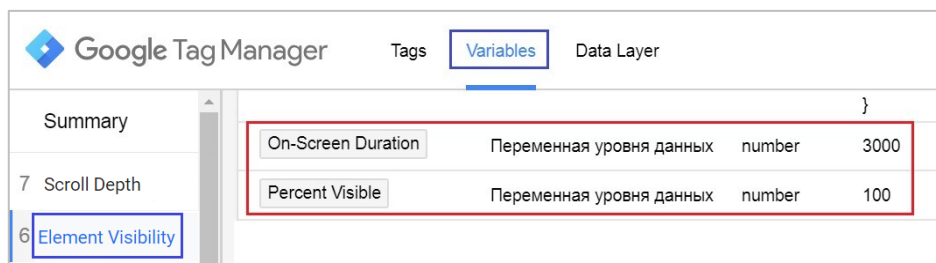 Google Tag Manager Tags Variables Data Layer
Summary
}
On-Screen Duration Переменная уровня данных number 3000
7 Scroll Depth
Percent Visible Переменная уровня данных number 100
6 Element Visibility